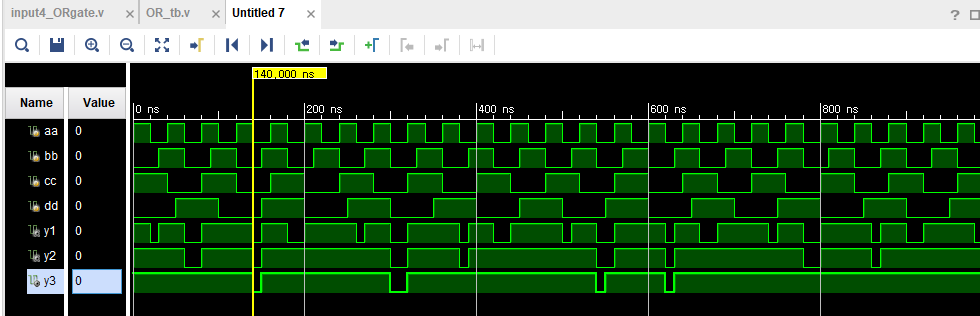 input4_ORgate.v × OR_tb.v × Untitled 7 ×
?
140,000 ns
Name Value
0 ns 200 ns 400 ns 600 ns 800 ns
aa 0
bb 0
cc 0
dd 0
y1 0
y2 0
y3 0